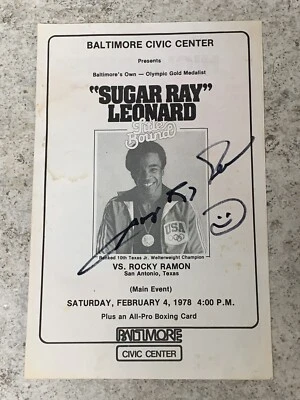 BALTIMORE CIVIC CENTER
Presents
Baltimore's Own — Olympic Gold Medalist
"SUGAR RAY"
LEONARD
Title
Bound
USA
Ranked 10th Texas Jr. Welterweight Champion
VS. ROCKY RAMON
San Antonio, Texas
(Main Event)
SATURDAY, FEBRUARY 4, 1978 4:00 P.M.
Plus an All-Pro Boxing Card
BALTIMORE
CIVIC CENTER